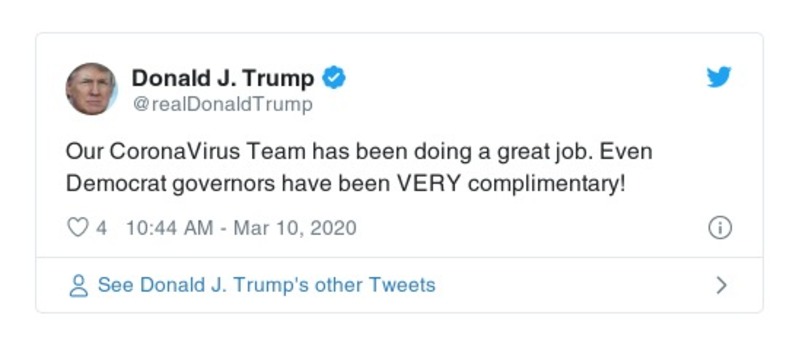 Donald J. Trump
@realDonaldTrump
Our CoronaVirus Team has been doing a great job. Even
Democrat governors have been VERY complimentary!
4 10:44 AM - Mar 10, 2020
See Donald J. Trump's other Tweets